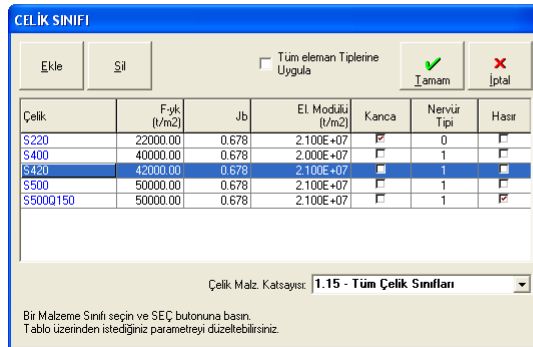 ÇELİK SINIFI
Ekle
Sil
Tüm eleman Tiplerine
Uygula
Tamam
İptal
Çelik F-yk (t/m2) Jb El. Modülü (t/m2) Kanca Nervür Tipi Hasır
S220 22000.00 0.678 2.100E+07 0
S400 40000.00 0.678 2.000E+07 1
S420 42000.00 0.678 2.100E+07 1
S500 50000.00 0.678 2.100E+07 1
S500Q150 50000.00 0.678 2.100E+07 1
Çelik Malz. Katsayısı: 1.15 - Tüm Çelik Sınıfları
Bir Malzeme Sınıfı seçin ve SEÇ butonuna basın.
Tablo üzerinden istediğiniz parametreyi düzeltebilirsiniz.